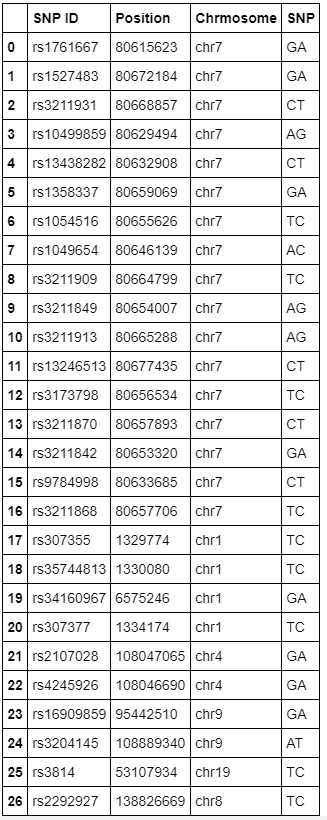 SNP ID Position Chrmosome SNP
0 rs1761667 80615623 chr7 GA
1 rs1527483 80672184 chr7 GA
2 rs3211931 80668857 chr7 CT
3 rs10499859 80629494 chr7 AG
4 rs13438282 80632908 chr7 CT
5 rs1358337 80659069 chr7 GA
6 rs1054516 80655626 chr7 TC
7 rs1049654 80646139 chr7 AC
8 rs3211909 80664799 chr7 TC
9 rs3211849 80654007 chr7 AG
10 rs3211913 80665288 chr7 AG
11 rs13246513 80677435 chr7 CT
12 rs3173798 80656534 chr7 TC
13 rs3211870 80657893 chr7 CT
14 rs3211842 80653320 chr7 GA
15 rs9784998 80633685 chr7 CT
16 rs3211868 80657706 chr7 TC
17 rs307355 1329774 chr1 TC
18 rs35744813 1330080 chr1 TC
19 rs34160967 6575246 chr1 GA
20 rs307377 1334174 chr1 TC
21 rs2107028 108047065 chr4 GA
22 rs4245926 108046690 chr4 GA
23 rs16909859 95442510 chr9 GA
24 rs3204145 108889340 chr9 AT
25 rs3814 53107934 chr19 TC
26 rs2292927 138826669 chr8 TC